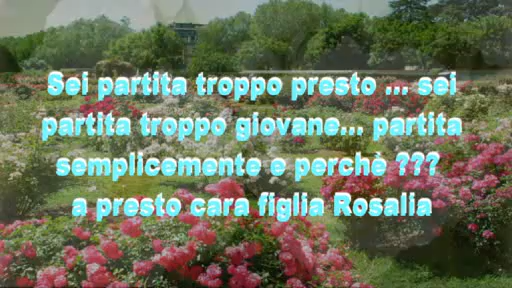 Sei partita troppo presto ... sei
partita troppo giovane... partita
semplicemente e perchè ???
a presto cara figlia Rosalia